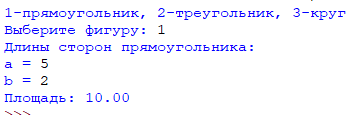 1-прямоугольник, 2-треугольник, 3-круг
Выберите фигуру: 1
Длины сторон прямоугольника:
a = 5
b = 2
Площадь: 10.00
>>>